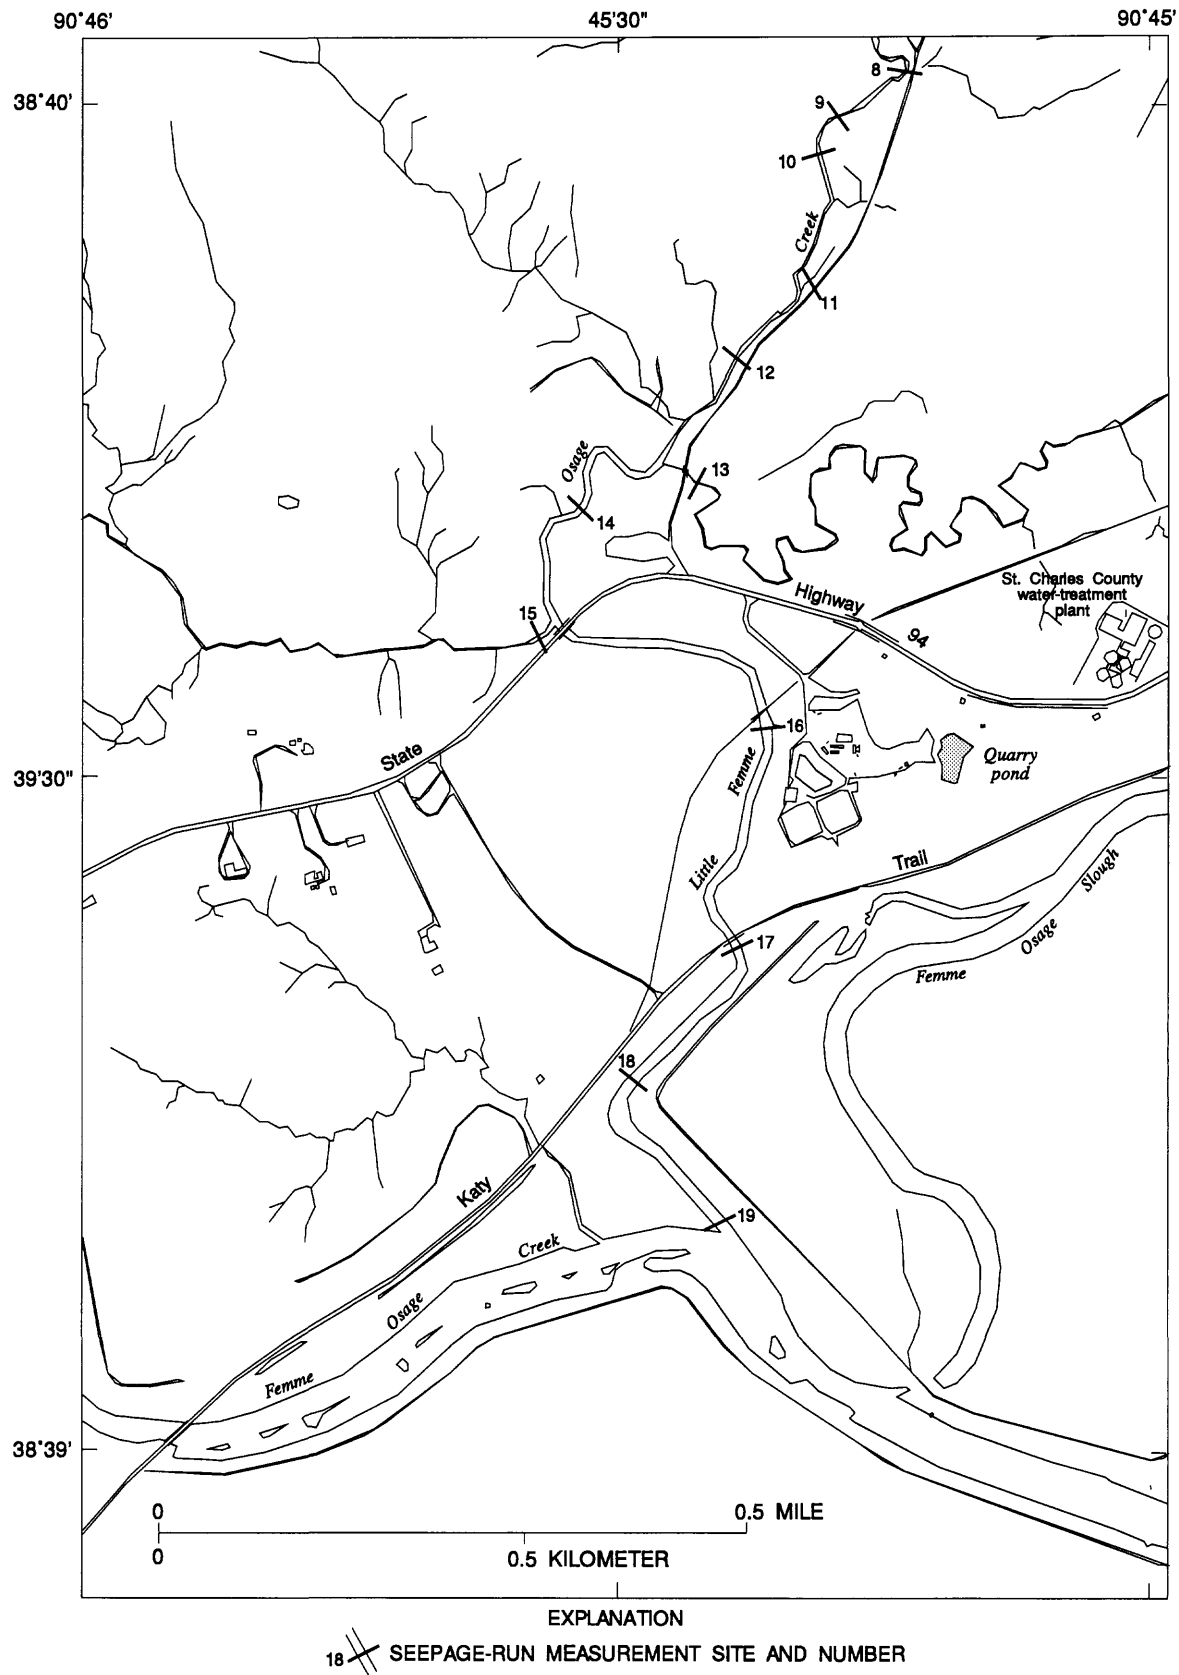 90°46'
45'30"
90°45'
38°40'
8
9
10
Creek
11
12
13
Osage
14
15
Highway
94
St. Charles County
water-treatment
plant
16
State
39'30"
Femme
Quarry
pond
Little
Trail
Slough
Osage
Femme
17
18
Katy
19
Creek
Osage
Femme
38°39'
0
0.5 MILE
0
0.5 KILOMETER
EXPLANATION
18 SEEPAGE-RUN MEASUREMENT SITE AND NUMBER